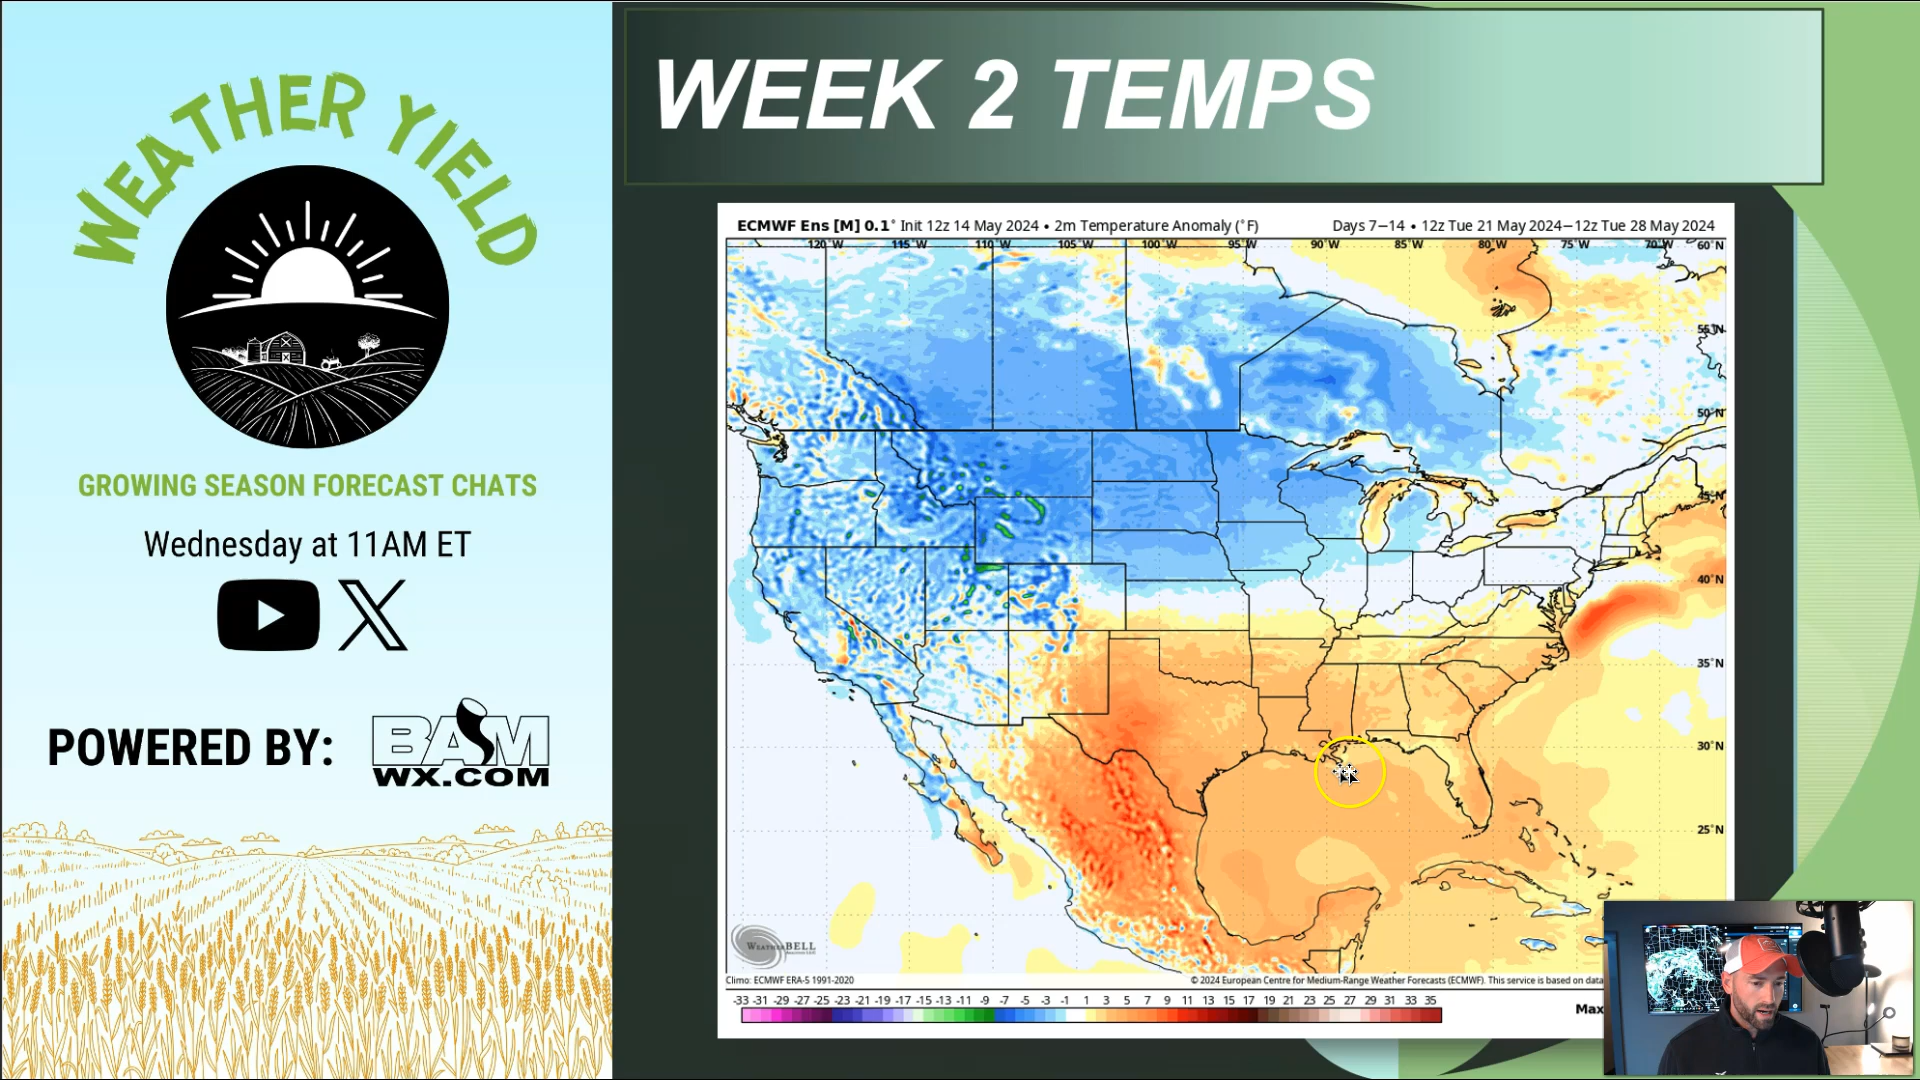 WEATHER YIELD
GROWING SEASON FORECAST CHATS
Wednesday at 11AM ET
POWERED BY:
BAM
WX.COM
WEEK 2 TEMPS
ECMWF Ens [M] 0.1° Init 12z 14 May 2024 • 2m Temperature Anomaly (°F)
Days 7−14 • 12z Tue 21 May 2024−12z Tue 28 May 2024
120°W 115°W 110°W 105°W 100°W 95°W 90°W 85°W 80°W 75°W 70°W 60°N
55°N
50°N
45°N
40°N
35°N
30°N
25°N
WEATHERBELL
Climo: ECMWF ERA-5 1991-2020
© 2024 European Centre for Medium-Range Weather Forecasts (ECMWF). This service is based on data
-33 -31 -29 -27 -25 -23 -21 -19 -17 -15 -13 -11 -9 -7 -5 -3 -1 1 3 5 7 9 11 13 15 17 19 21 23 25 27 29 31 33 35
Max